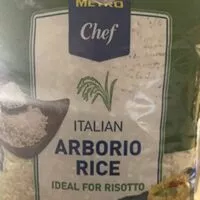 METRO
Chef
ITALIAN
ARBORIO
RICE
IDEAL FOR RISOTTO